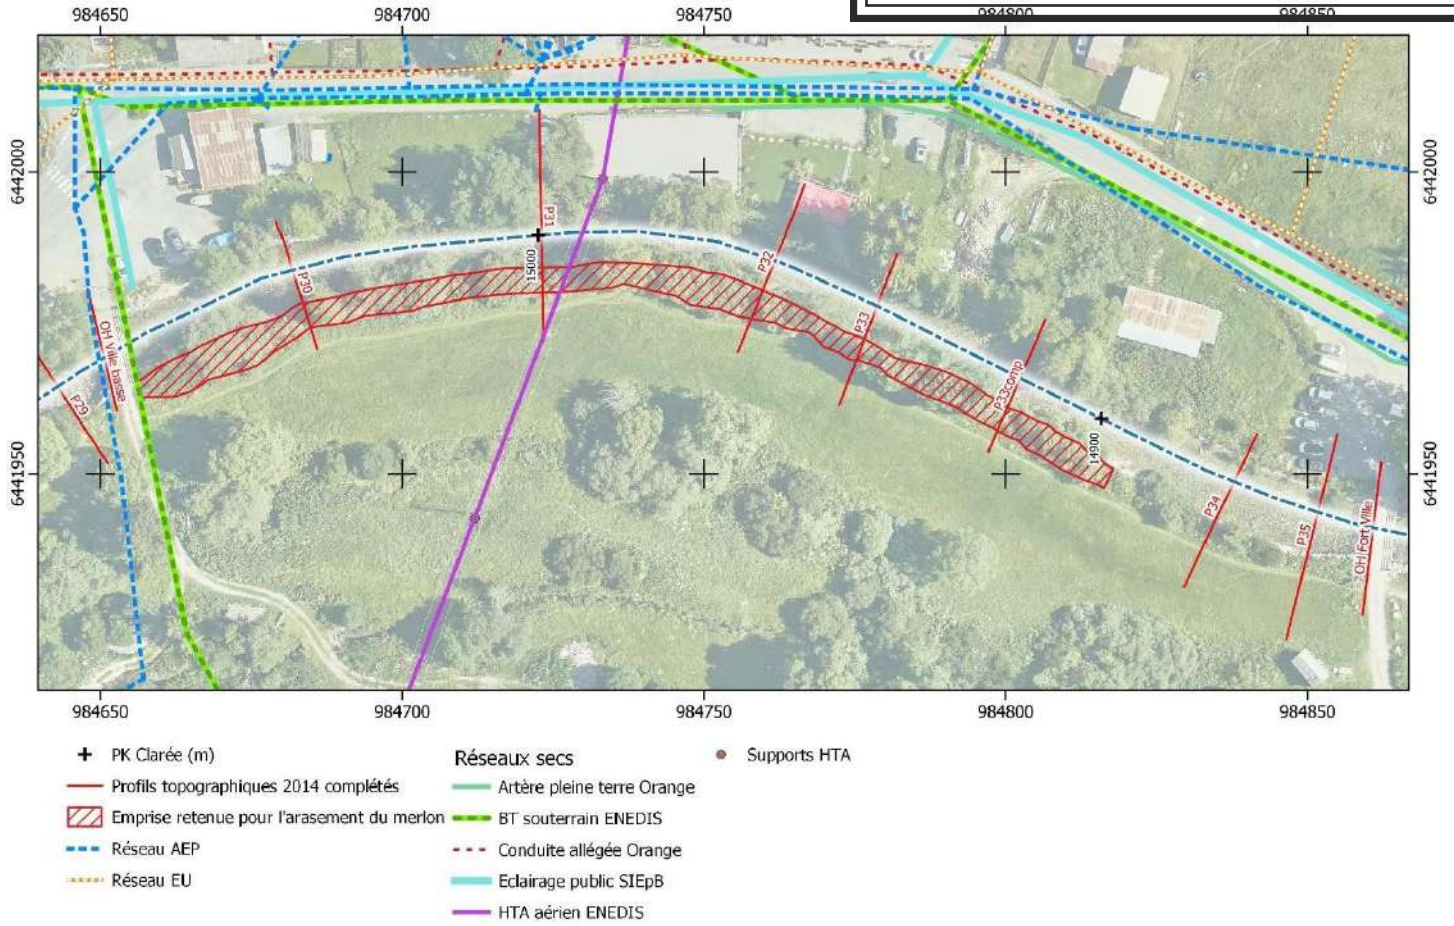 984650 984700 984750 984800 984850
6442000 6442000
P31
P30
15000
P32
P33
OH Ville basse
P29
P33comp
14900
6441950 6441950
P34
P35
OH Fort Ville
984650 984700 984750 984800 984850
PK Clarée (m)
Profils topographiques 2014 complétés
Emprise retenue pour l'arasement du merlon
Réseau AEP
Réseau EU
Réseaux secs
Artère pleine terre Orange
BT souterrain ENEDIS
Conduite allégée Orange
Eclairage public SIEpB
HTA aérien ENEDIS
Supports HTA